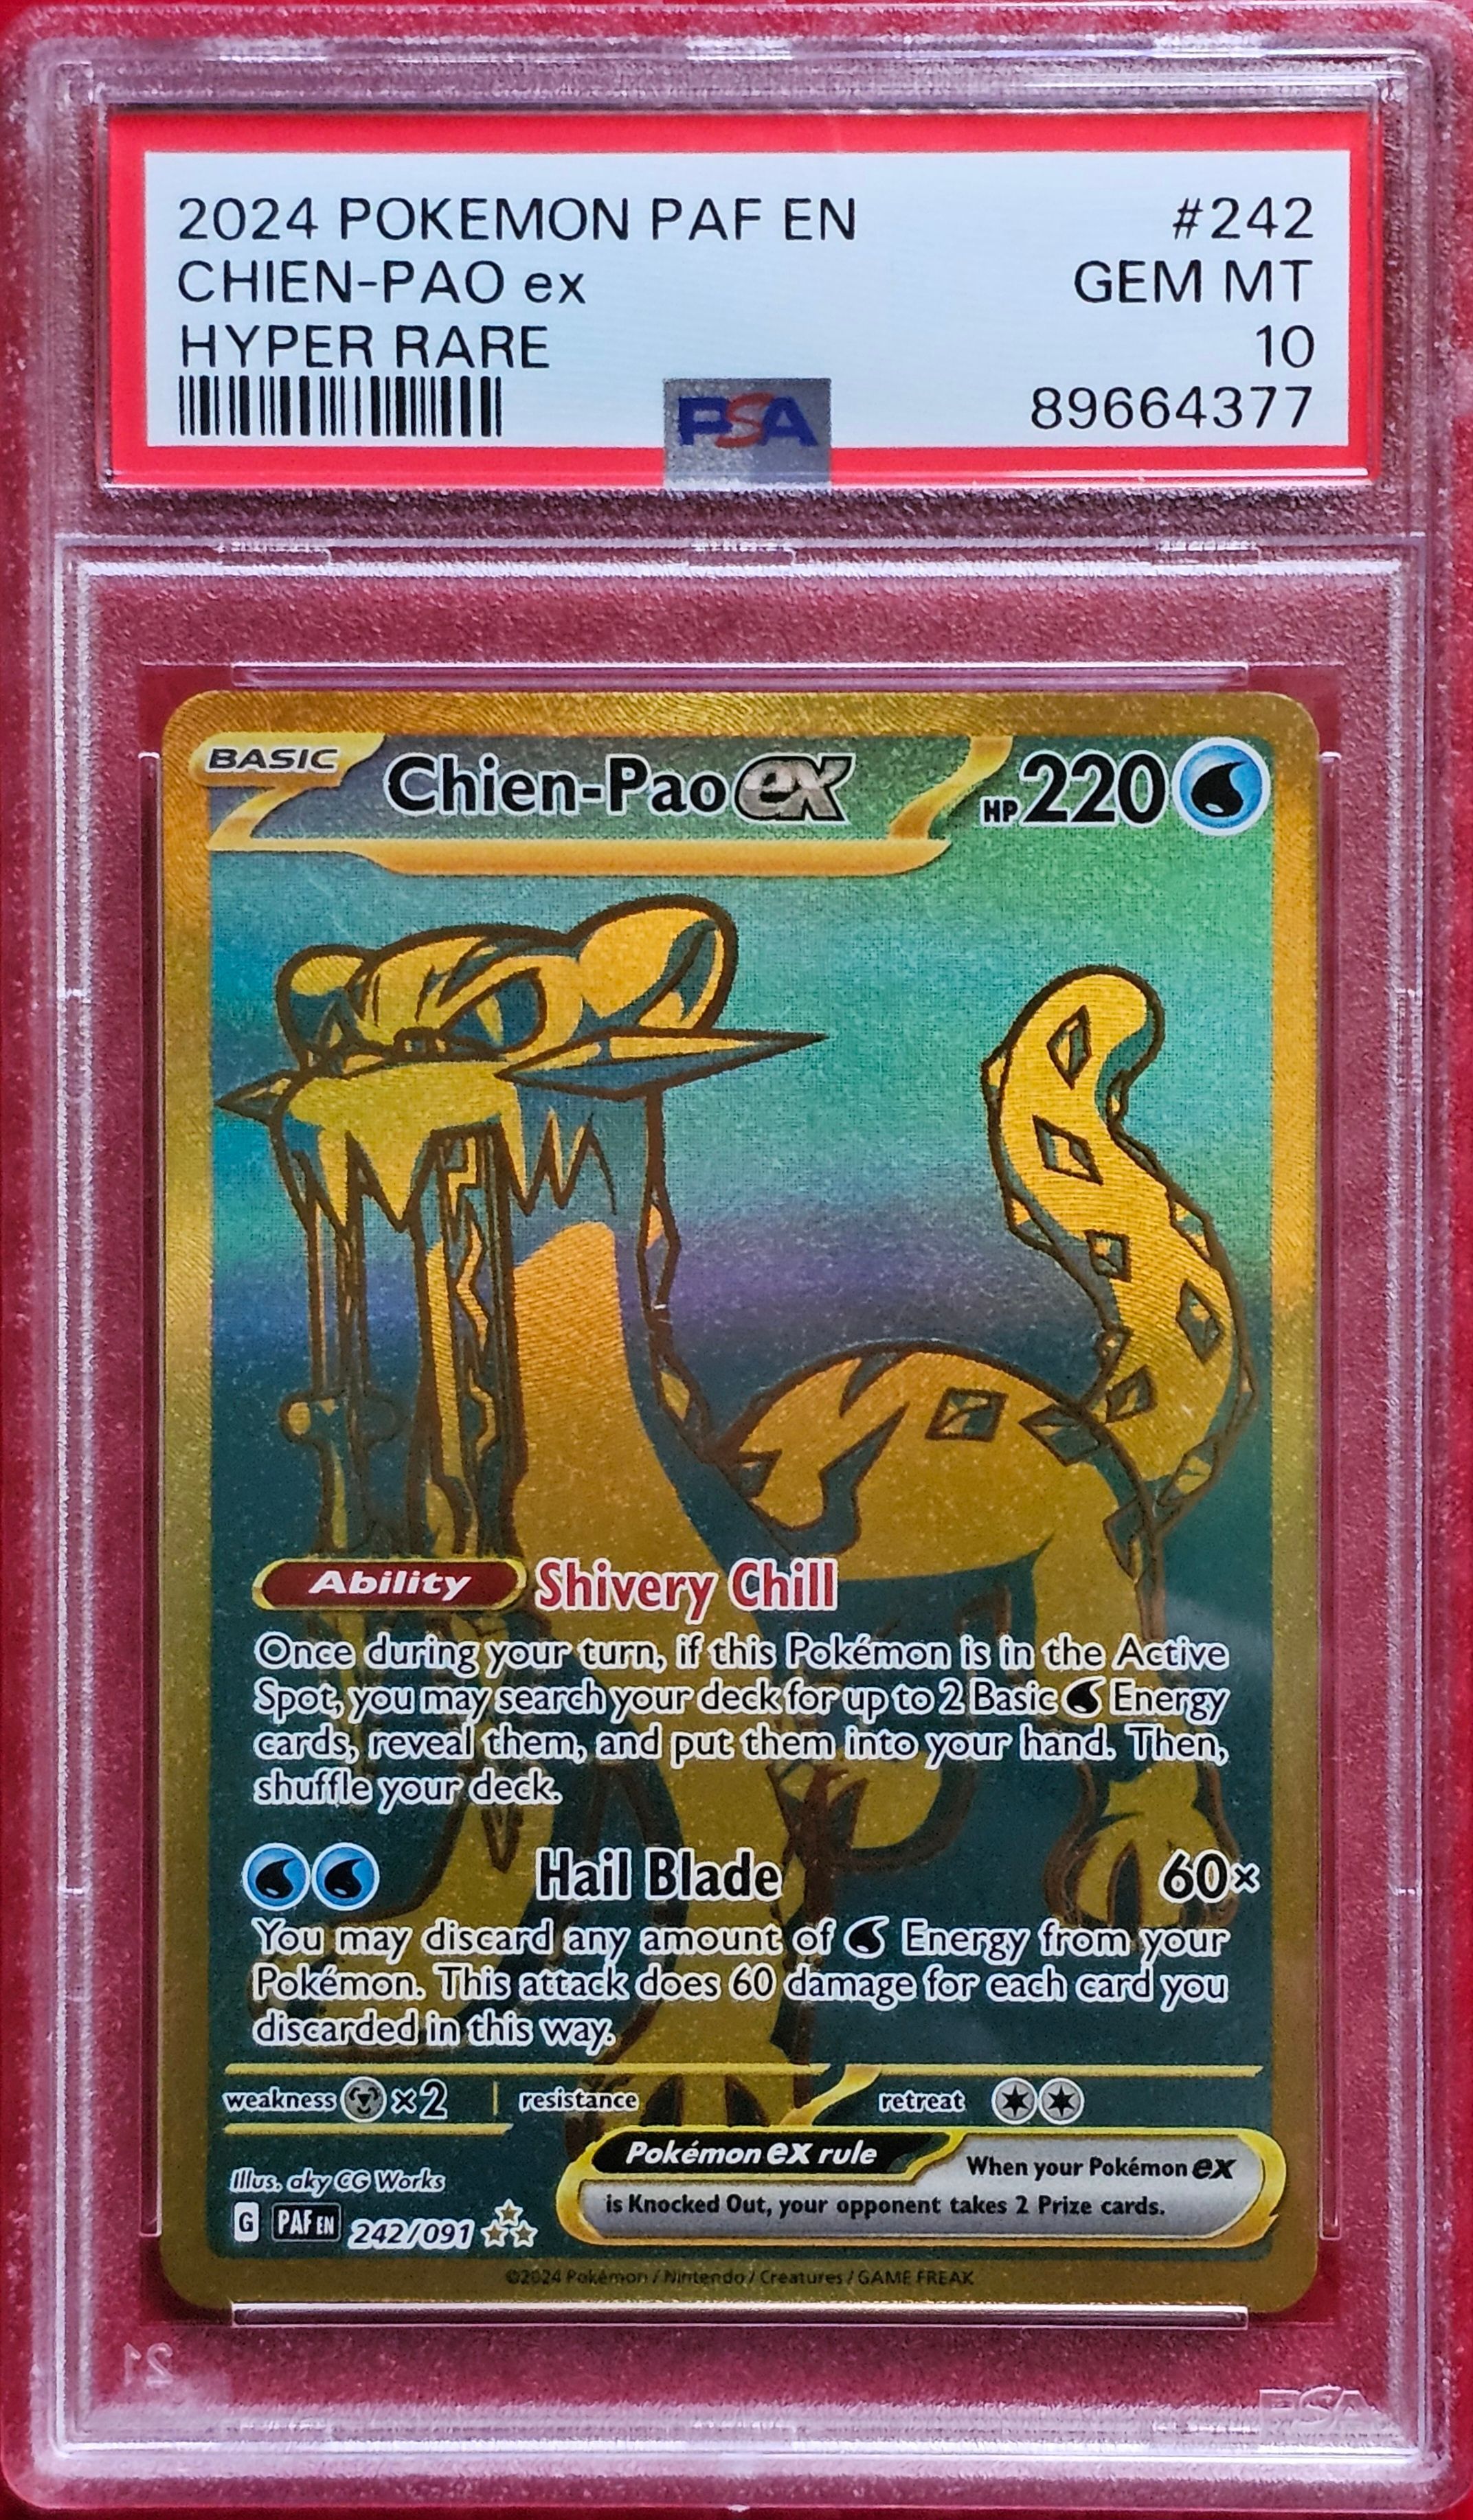 2024 POKEMON PAF EN #242
CHIEN-PAO ex GEM MT
HYPER RARE 10
PSA 89664377
BASIC Chien-Pao ex HP 220
Ability Shivery Chill
Once during your turn, if this Pokémon is in the Active
Spot, you may search your deck for up to 2 Basic Energy
cards, reveal them, and put them into your hand. Then,
shuffle your deck.
Hail Blade 60×
You may discard any amount of Energy from your
Pokémon. This attack does 60 damage for each card you
discarded in this way.
weakness ×2 resistance retreat
Pokémon ex rule When your Pokémon ex
is Knocked Out, your opponent takes 2 Prize cards.
Illus. aky CG Works
G PAF EN 242/091
©2024 Pokémon / Nintendo / Creatures / GAME FREAK
21
PSA